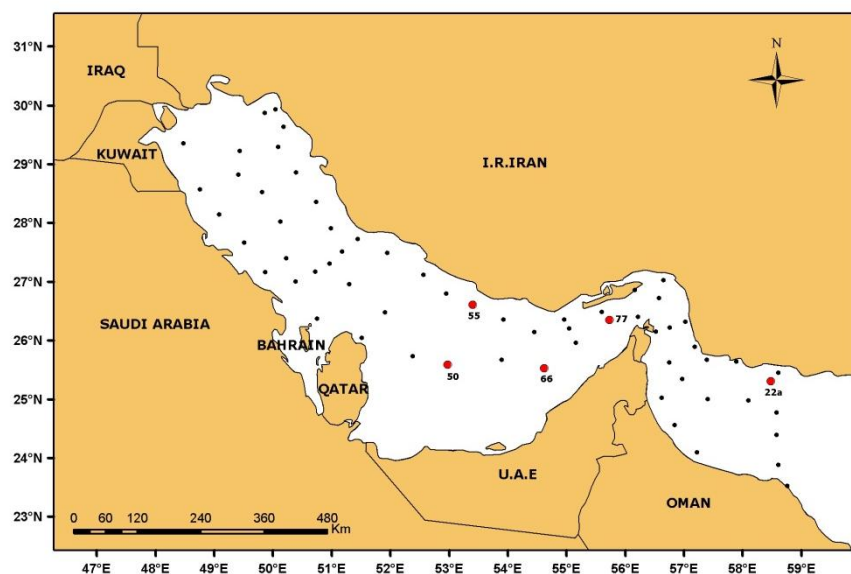 N
31°N
IRAQ
30°N
KUWAIT
29°N
I.R.IRAN
28°N
27°N
SAUDI ARABIA
55
77
26°N
BAHRAIN
50
66
22a
QATAR
25°N
24°N
U.A.E
OMAN
23°N
0 60 120 240 360 480
Km
47°E 48°E 49°E 50°E 51°E 52°E 53°E 54°E 55°E 56°E 57°E 58°E 59°E